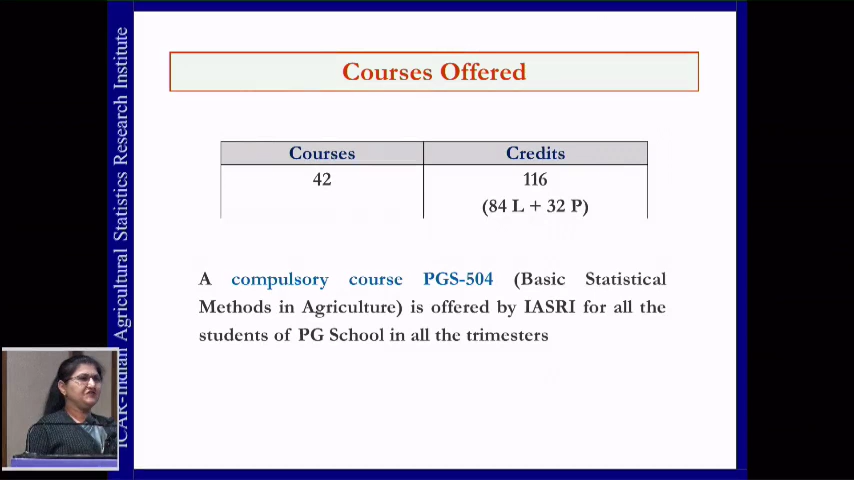 ICAR-Indian Agricultural Statistics Research Institute
Courses Offered
Courses Credits
42 116
(84 L + 32 P)
A compulsory course PGS-504 (Basic Statistical
Methods in Agriculture) is offered by IASRI for all the
students of PG School in all the trimesters